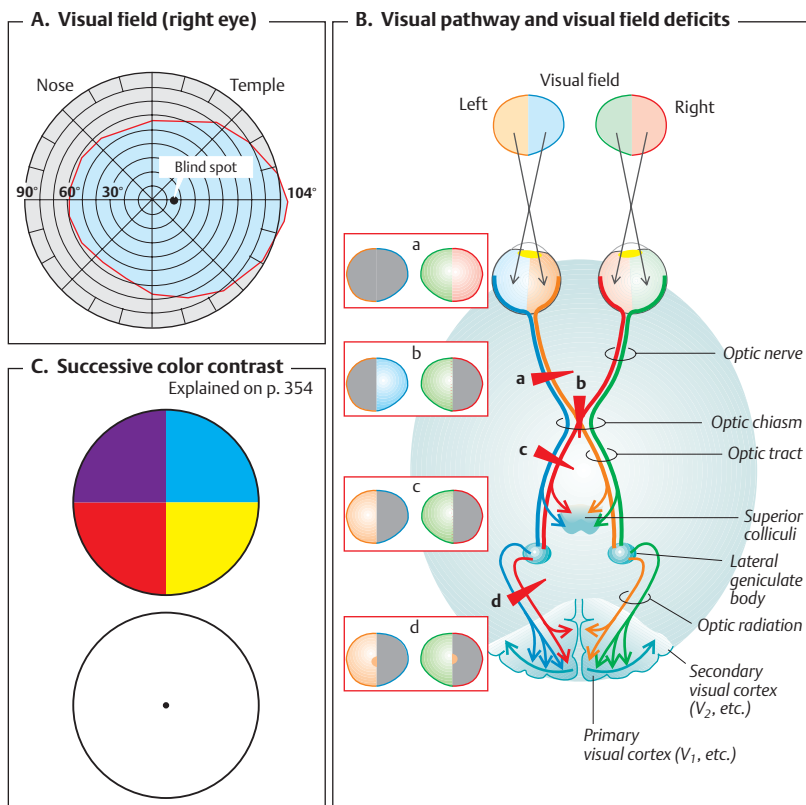 A. Visual field (right eye)
Nose
Temple
Blind spot
90°
60°
30°
104°
C. Successive color contrast
Explained on p. 354
B. Visual pathway and visual field deficits
Visual field
Left
Right
a
b
c
d
a
b
c
d
Optic nerve
Optic chiasm
Optic tract
Superior
colliculi
Lateral
geniculate
body
Optic radiation
Secondary
visual cortex
(V2, etc.)
Primary
visual cortex (V1, etc.)